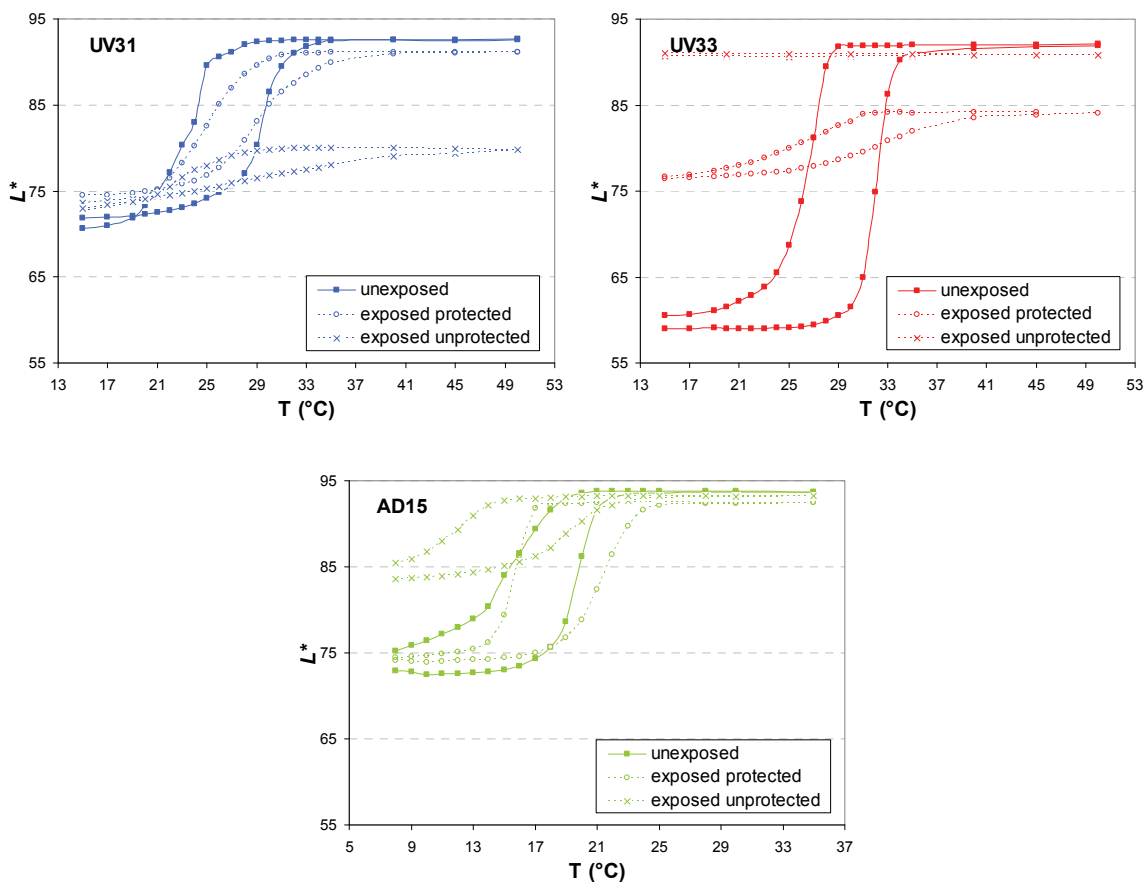 UV31
L*
95
85
75
65
55
13 17 21 25 29 33 37 41 45 49 53
T (°C)
unexposed
exposed protected
exposed unprotected
UV33
L*
95
85
75
65
55
13 17 21 25 29 33 37 41 45 49 53
T (°C)
unexposed
exposed protected
exposed unprotected
AD15
L*
95
85
75
65
55
5 9 13 17 21 25 29 33 37
T (°C)
unexposed
exposed protected
exposed unprotected